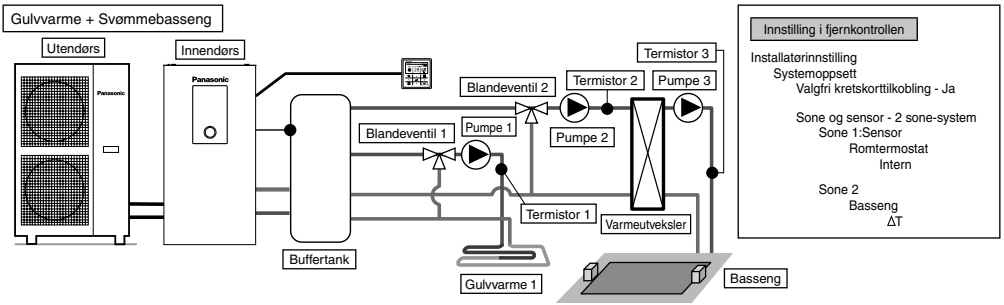 Gulvvarme + Svømmebasseng
Utendørs
Innendørs
Panasonic
Panasonic
Buffertank
Blandeventil 1
Pumpe 1
Termistor 1
Gulvvarme 1
Blandeventil 2
Pumpe 2
Termistor 2
Varmeutveksler
Pumpe 3
Termistor 3
Basseng
Innstilling i fjernkontrollen
Installatørinnstilling
Systemoppsett
Valgfri kretskorttilkobling - Ja
Sone og sensor - 2 sone-system
Sone 1:Sensor
Romtermostat
Intern
Sone 2
Basseng
ΔT